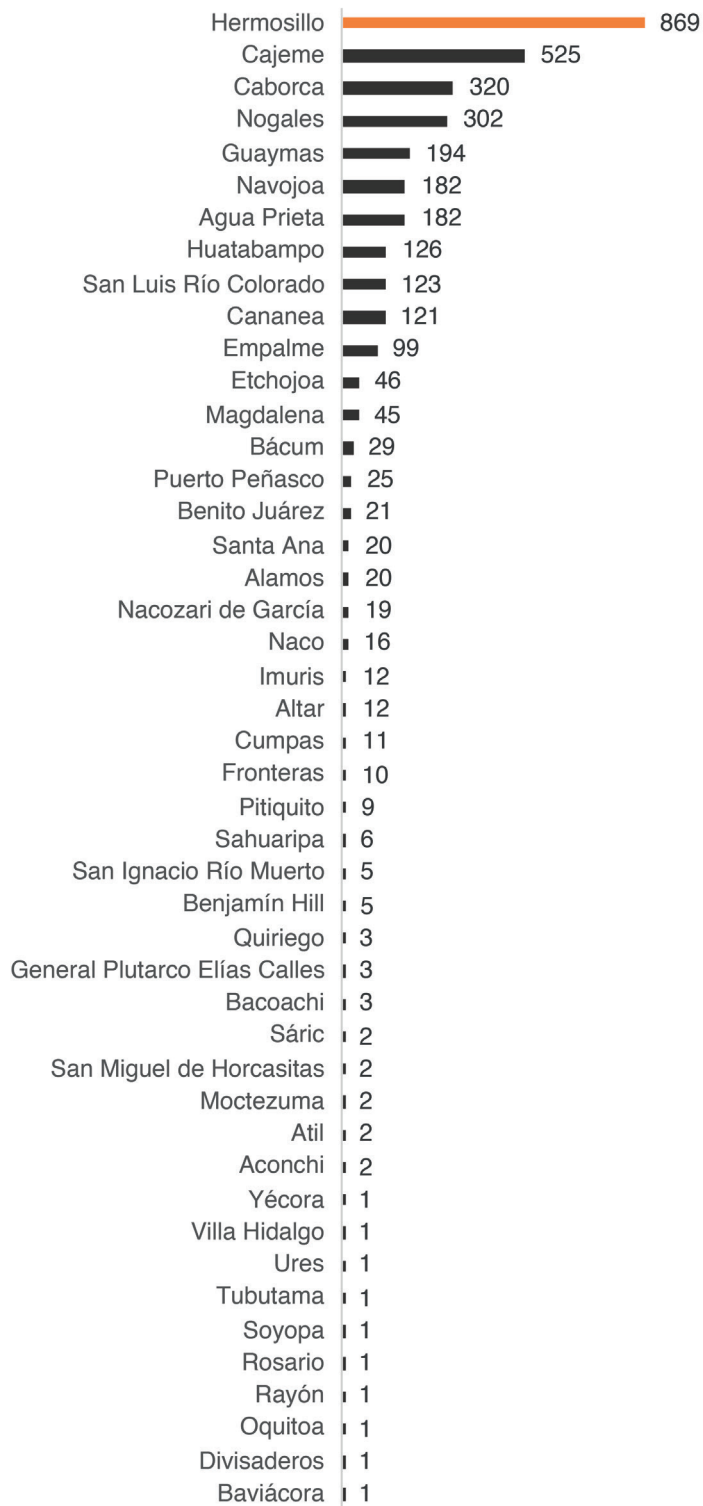 Hermosillo 869
Cajeme 525
Caborca 320
Nogales 302
Guaymas 194
Navojoa 182
Agua Prieta 182
Huatabampo 126
San Luis Río Colorado 123
Cananea 121
Empalme 99
Etchojoa 46
Magdalena 45
Bácum 29
Puerto Peñasco 25
Benito Juárez 21
Santa Ana 20
Alamos 20
Nacozari de García 19
Naco 16
Imuris 12
Altar 12
Cumpas 11
Fronteras 10
Pitiquito 9
Sahuaripa 6
San Ignacio Río Muerto 5
Benjamín Hill 5
Quiriego 3
General Plutarco Elías Calles 3
Bacoachi 3
Sáric 2
San Miguel de Horcasitas 2
Moctezuma 2
Atil 2
Aconchi 2
Yécora 1
Villa Hidalgo 1
Ures 1
Tubutama 1
Soyopa 1
Rosario 1
Rayón 1
Oquitoa 1
Divisaderos 1
Baviácora 1